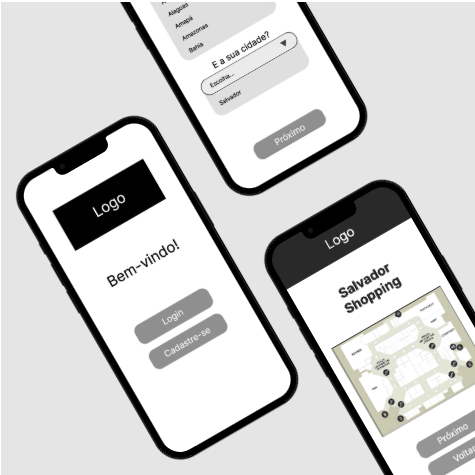 Alagoas
Amapá
Amazonas
Bahia
E a sua cidade?
Escolha...
Salvador
Próximo
Logo
Bem-vindo!
Login
Cadastre-se
Logo
Salvador
Shopping
Próximo